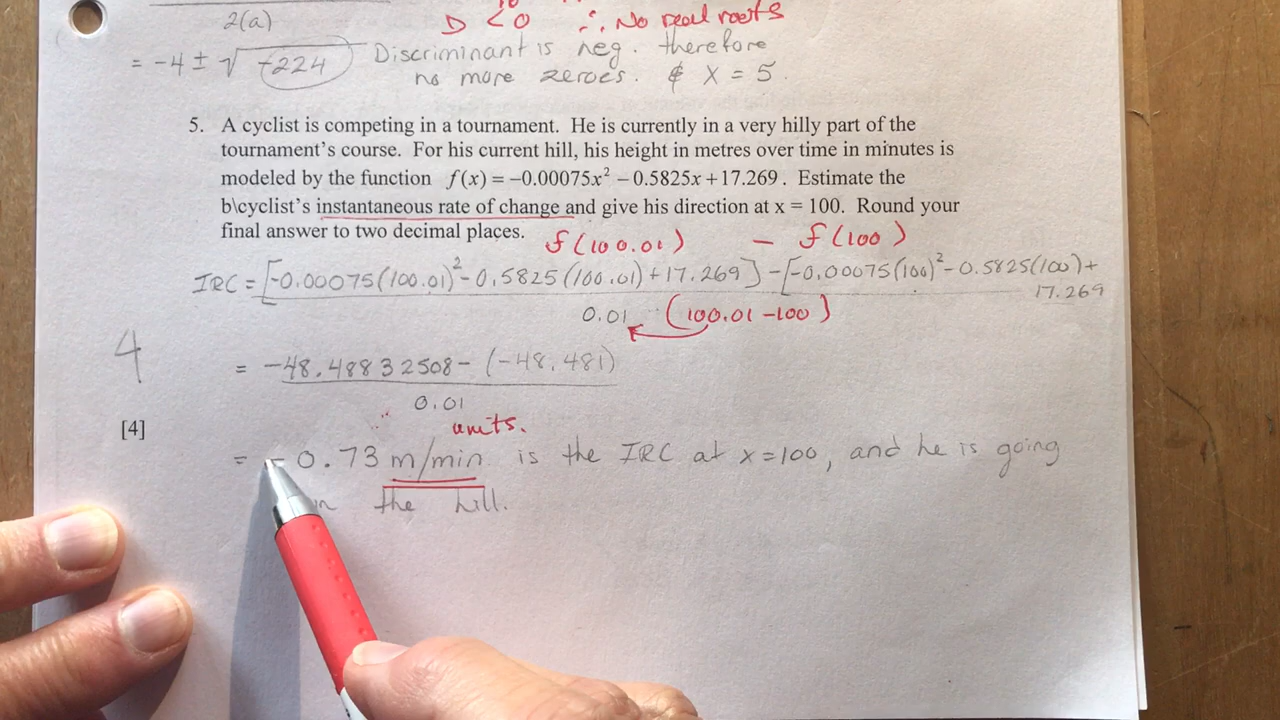 2(a)
D < 0 ∴ No real roots
= -4 ± √-224 Discriminant is neg. therefore
no more zeroes. ¢ x = 5.
5. A cyclist is competing in a tournament. He is currently in a very hilly part of the
tournament's course. For his current hill, his height in metres over time in minutes is
modeled by the function f(x) = −0.00075x² − 0.5825x + 17.269. Estimate the
b\cyclist's instantaneous rate of change and give his direction at x = 100. Round your
final answer to two decimal places.
f(100.01) − f(100)
IRC = [-0.00075(100.01)²-0.5825(100.01)+17.269]-[-0.00075(100)²-0.5825(100)+
17.269
0.01 (100.01-100)
4
= -48.48832508-(-48.481)
0.01
[4]
units.
= -0.73 m/min is the IRC at x=100, and he is going
the hill.